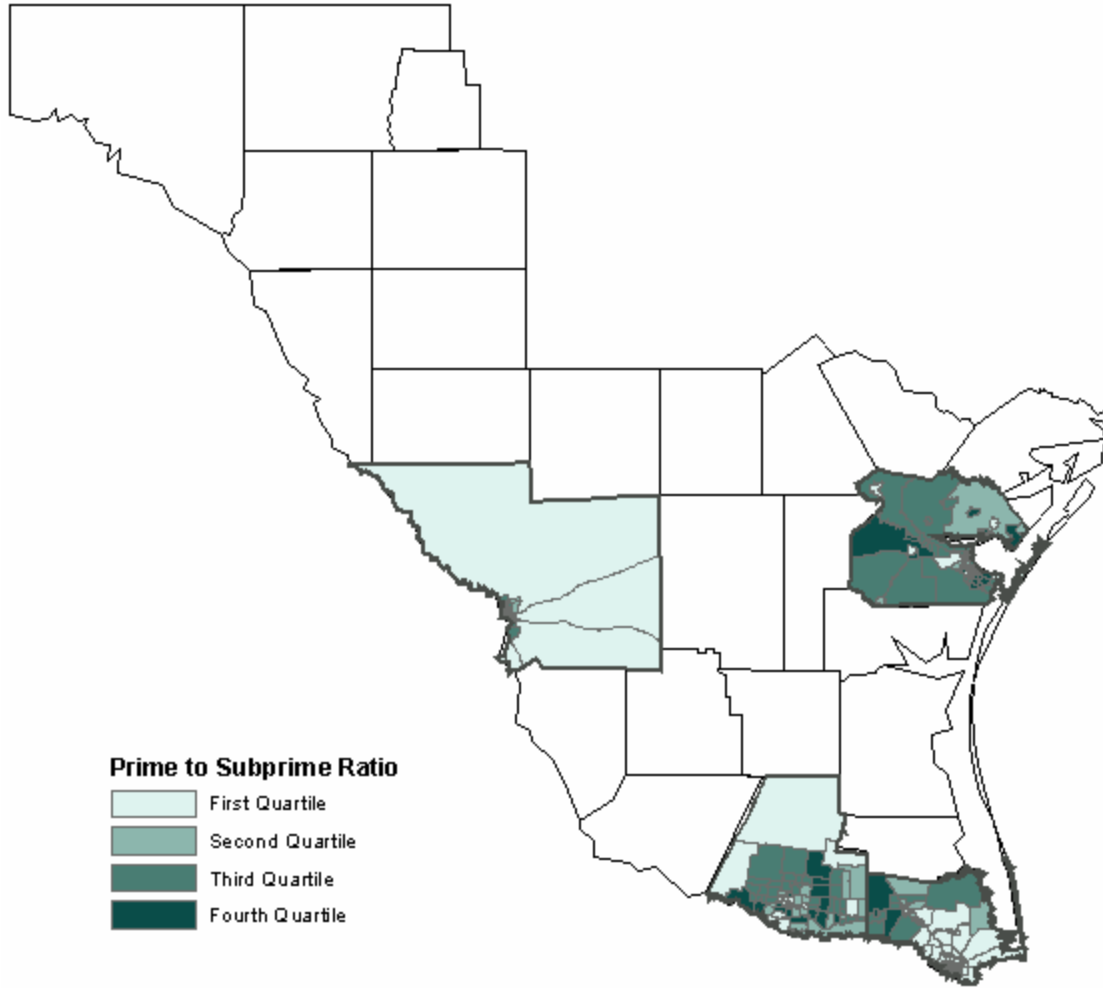 Prime to Subprime Ratio
First Quartile
Second Quartile
Third Quartile
Fourth Quartile